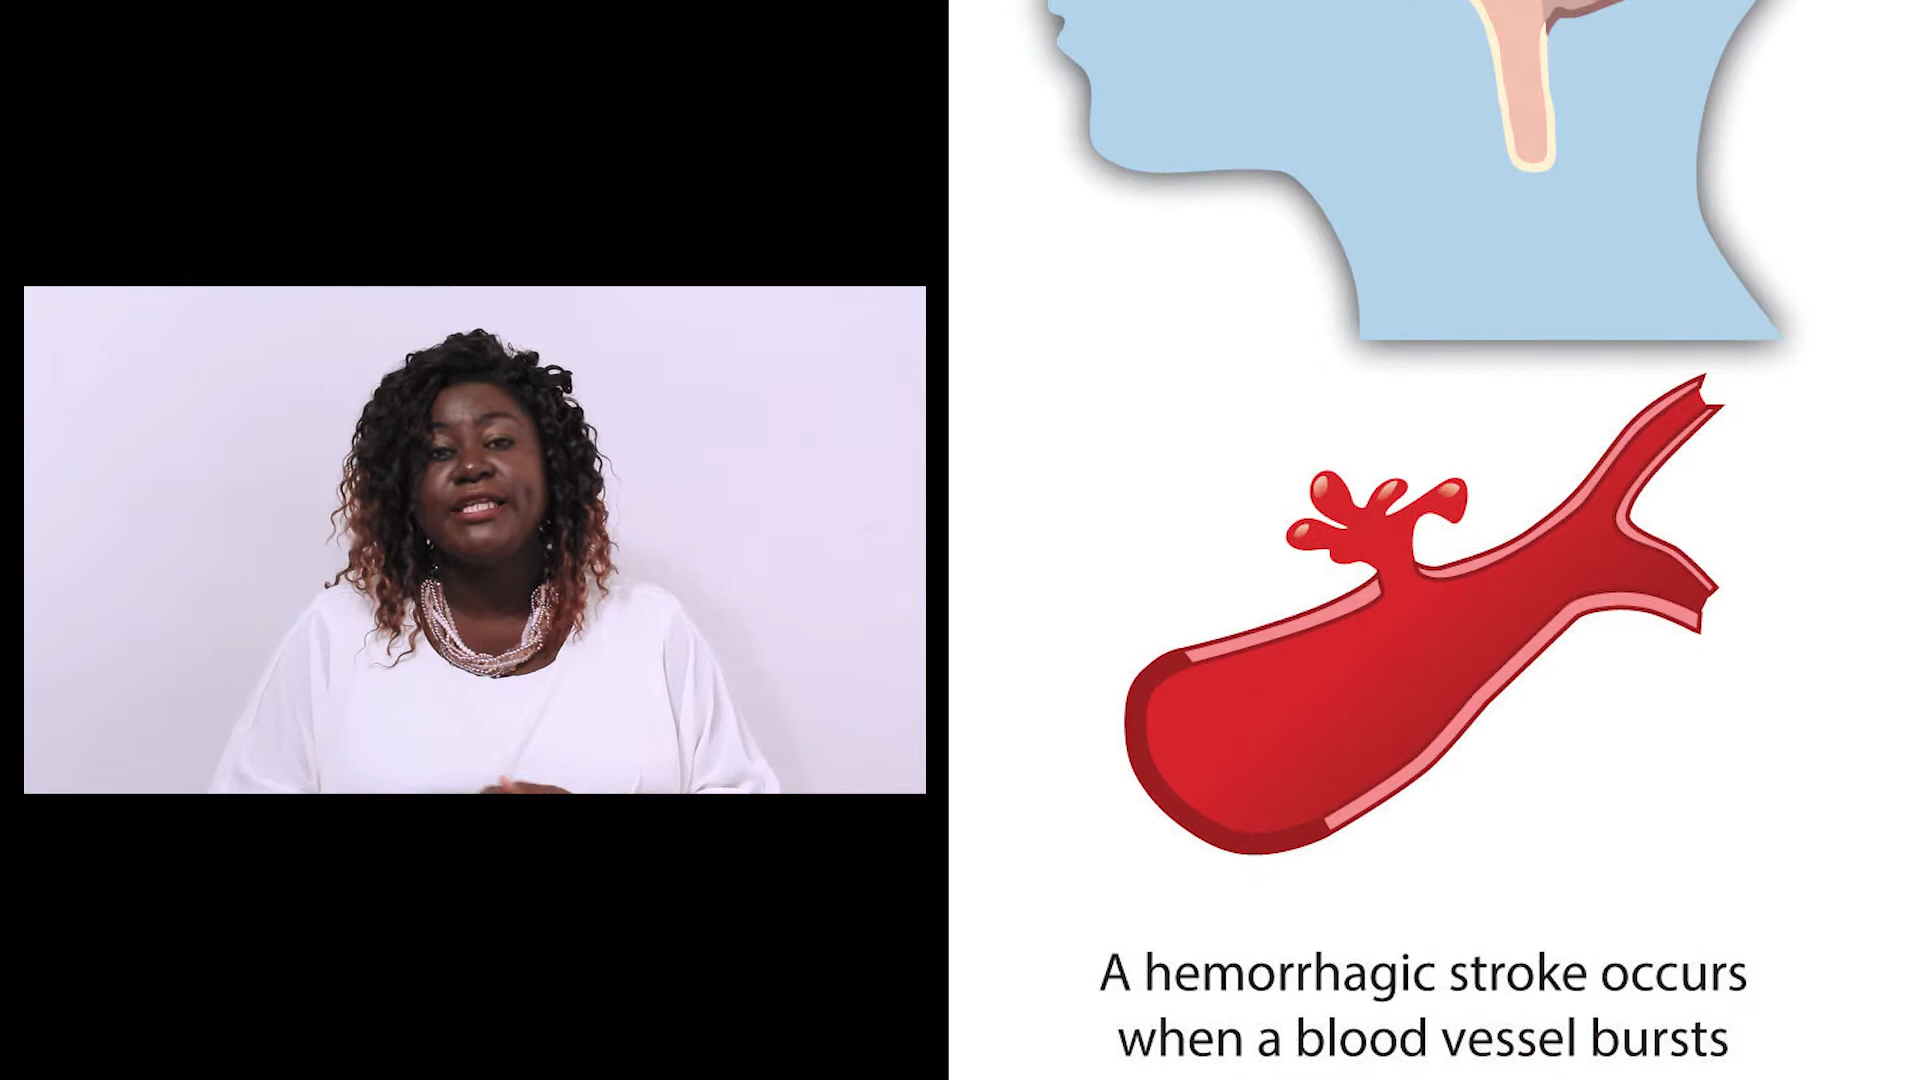 A hemorrhagic stroke occurs
when a blood vessel bursts